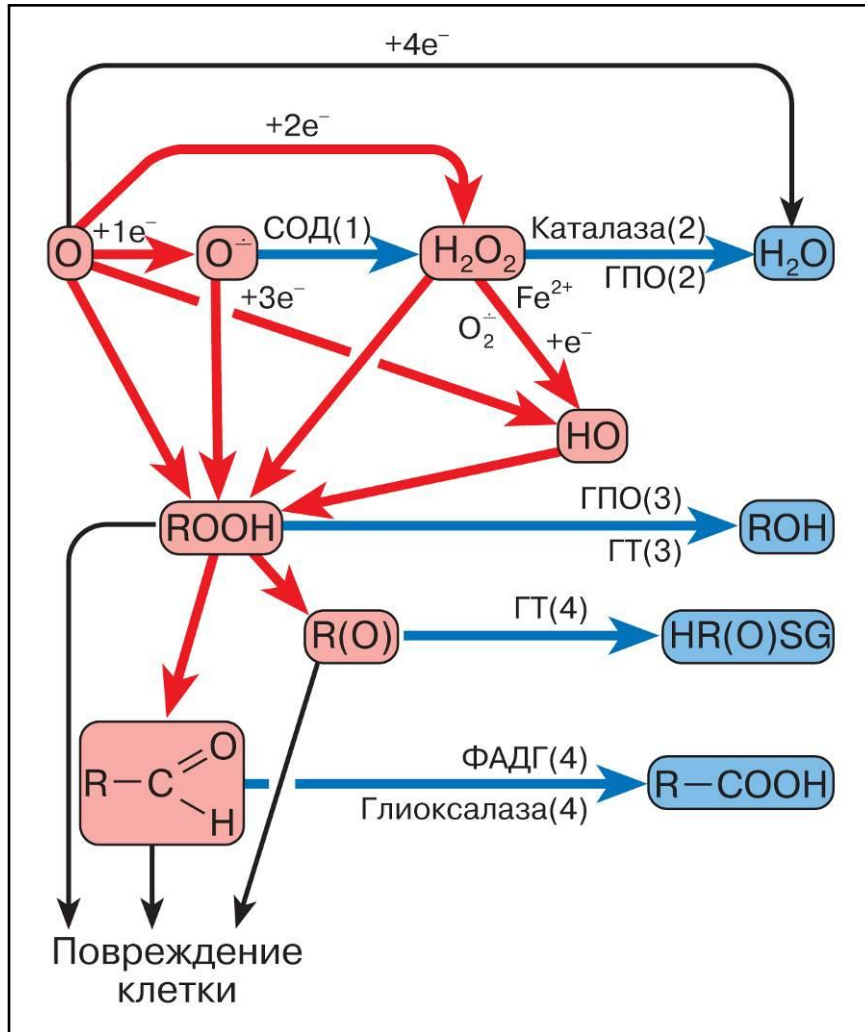 +4e⁻
+2e⁻
O
+1e⁻
O∸
СОД(1)
H₂O₂
Каталаза(2)
ГПО(2)
H₂O
+3e⁻
Fe²⁺
O₂∸
+e⁻
HO
ROOH
ГПО(3)
ГТ(3)
ROH
R(O)
ГТ(4)
HR(O)SG
R–C
O
H
ФАДГ(4)
Глиоксалаза(4)
R–COOH
Повреждение
клетки